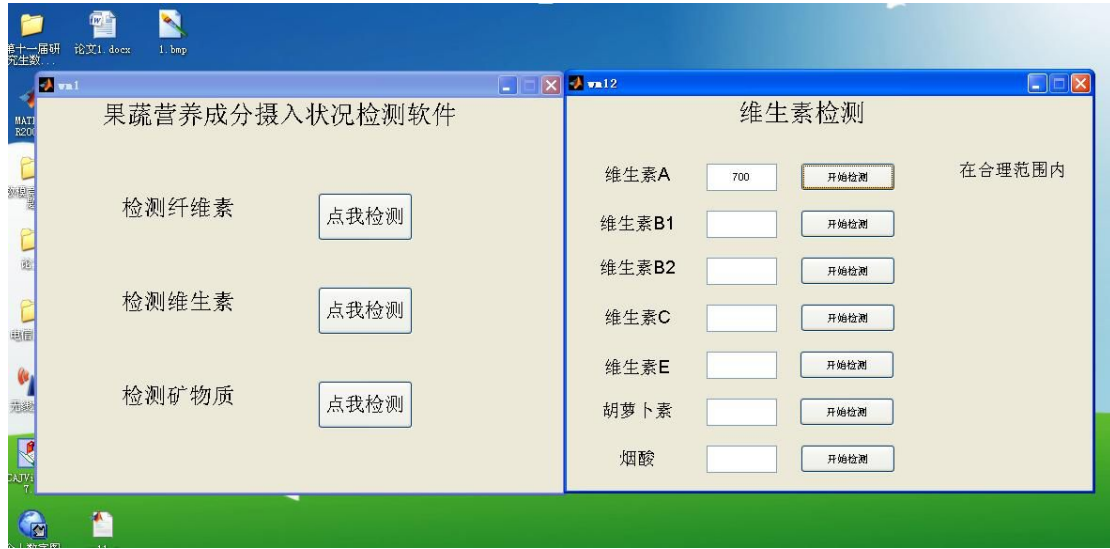 第十一届研
究生数...
论文1.docx
1.bmp
wm1
果蔬营养成分摄入状况检测软件
检测纤维素
点我检测
检测维生素
点我检测
检测矿物质
点我检测
wm12
维生素检测
维生素A
700
开始检测
在合理范围内
维生素B1
开始检测
维生素B2
开始检测
维生素C
开始检测
维生素E
开始检测
胡萝卜素
开始检测
烟酸
开始检测